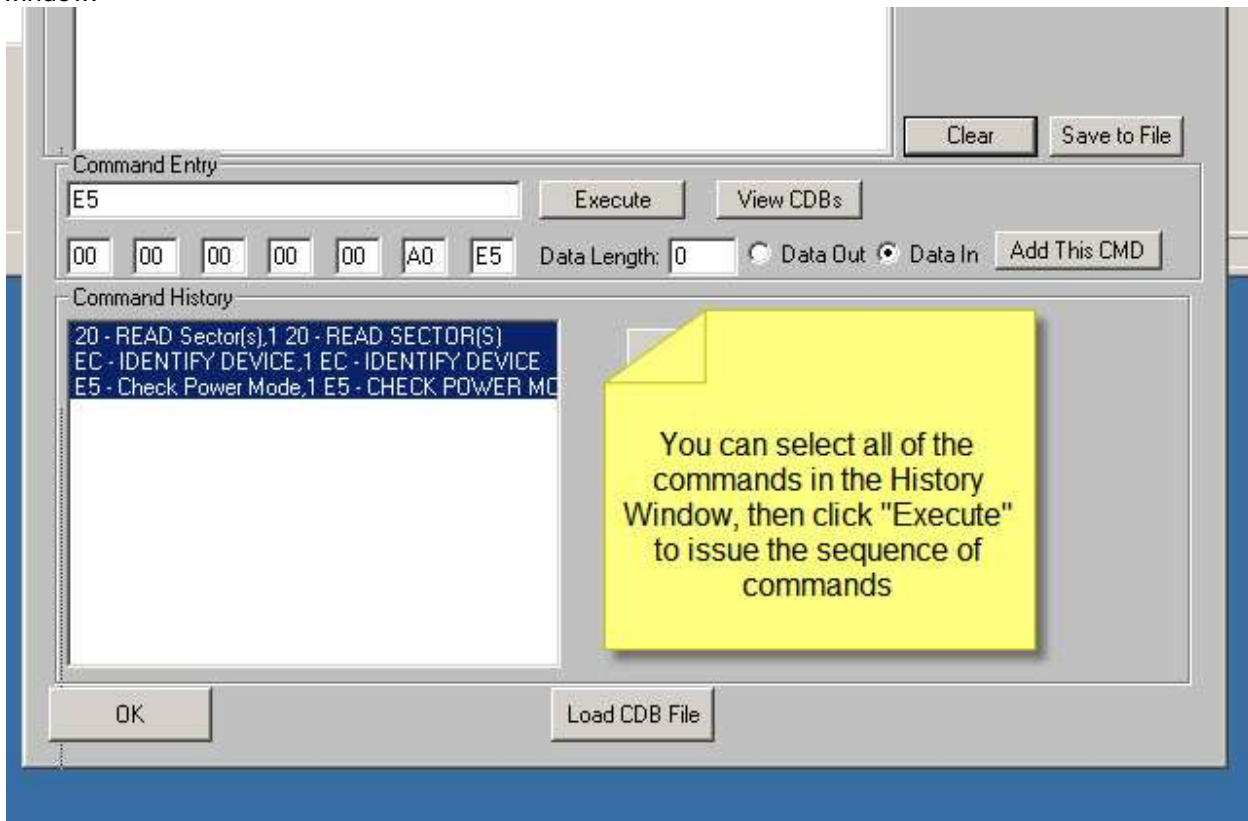 Clear Save to File
Command Entry
E5 Execute View CDBs
00 00 00 00 00 A0 E5 Data Length: 0 Data Out Data In Add This CMD
Command History
20 - READ Sector(s),1 20 - READ SECTOR(S)
EC - IDENTIFY DEVICE,1 EC - IDENTIFY DEVICE
E5 - Check Power Mode,1 E5 - CHECK POWER MO
You can select all of the
commands in the History
Window, then click "Execute"
to issue the sequence of
commands
OK Load CDB File